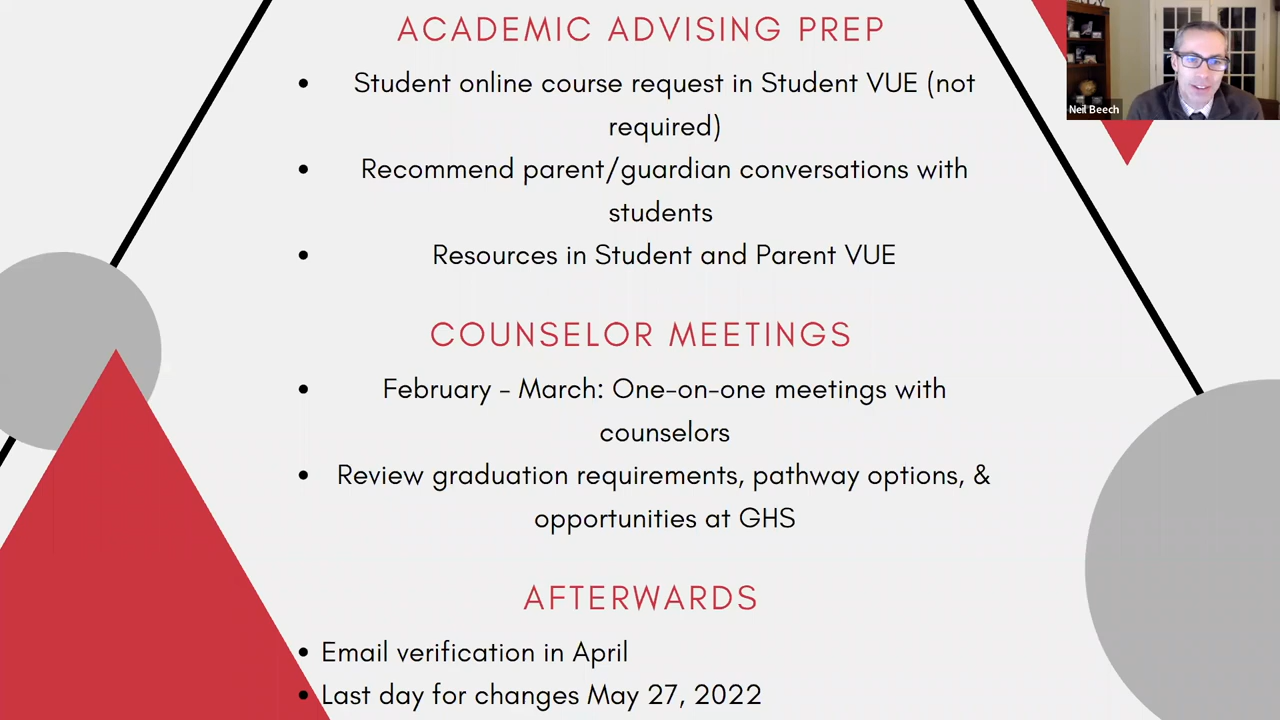 ACADEMIC ADVISING PREP
• Student online course request in Student VUE (not
required)
• Recommend parent/guardian conversations with
students
• Resources in Student and Parent VUE
COUNSELOR MEETINGS
• February - March: One-on-one meetings with
counselors
• Review graduation requirements, pathway options, &
opportunities at GHS
AFTERWARDS
• Email verification in April
• Last day for changes May 27, 2022
Neil Beech